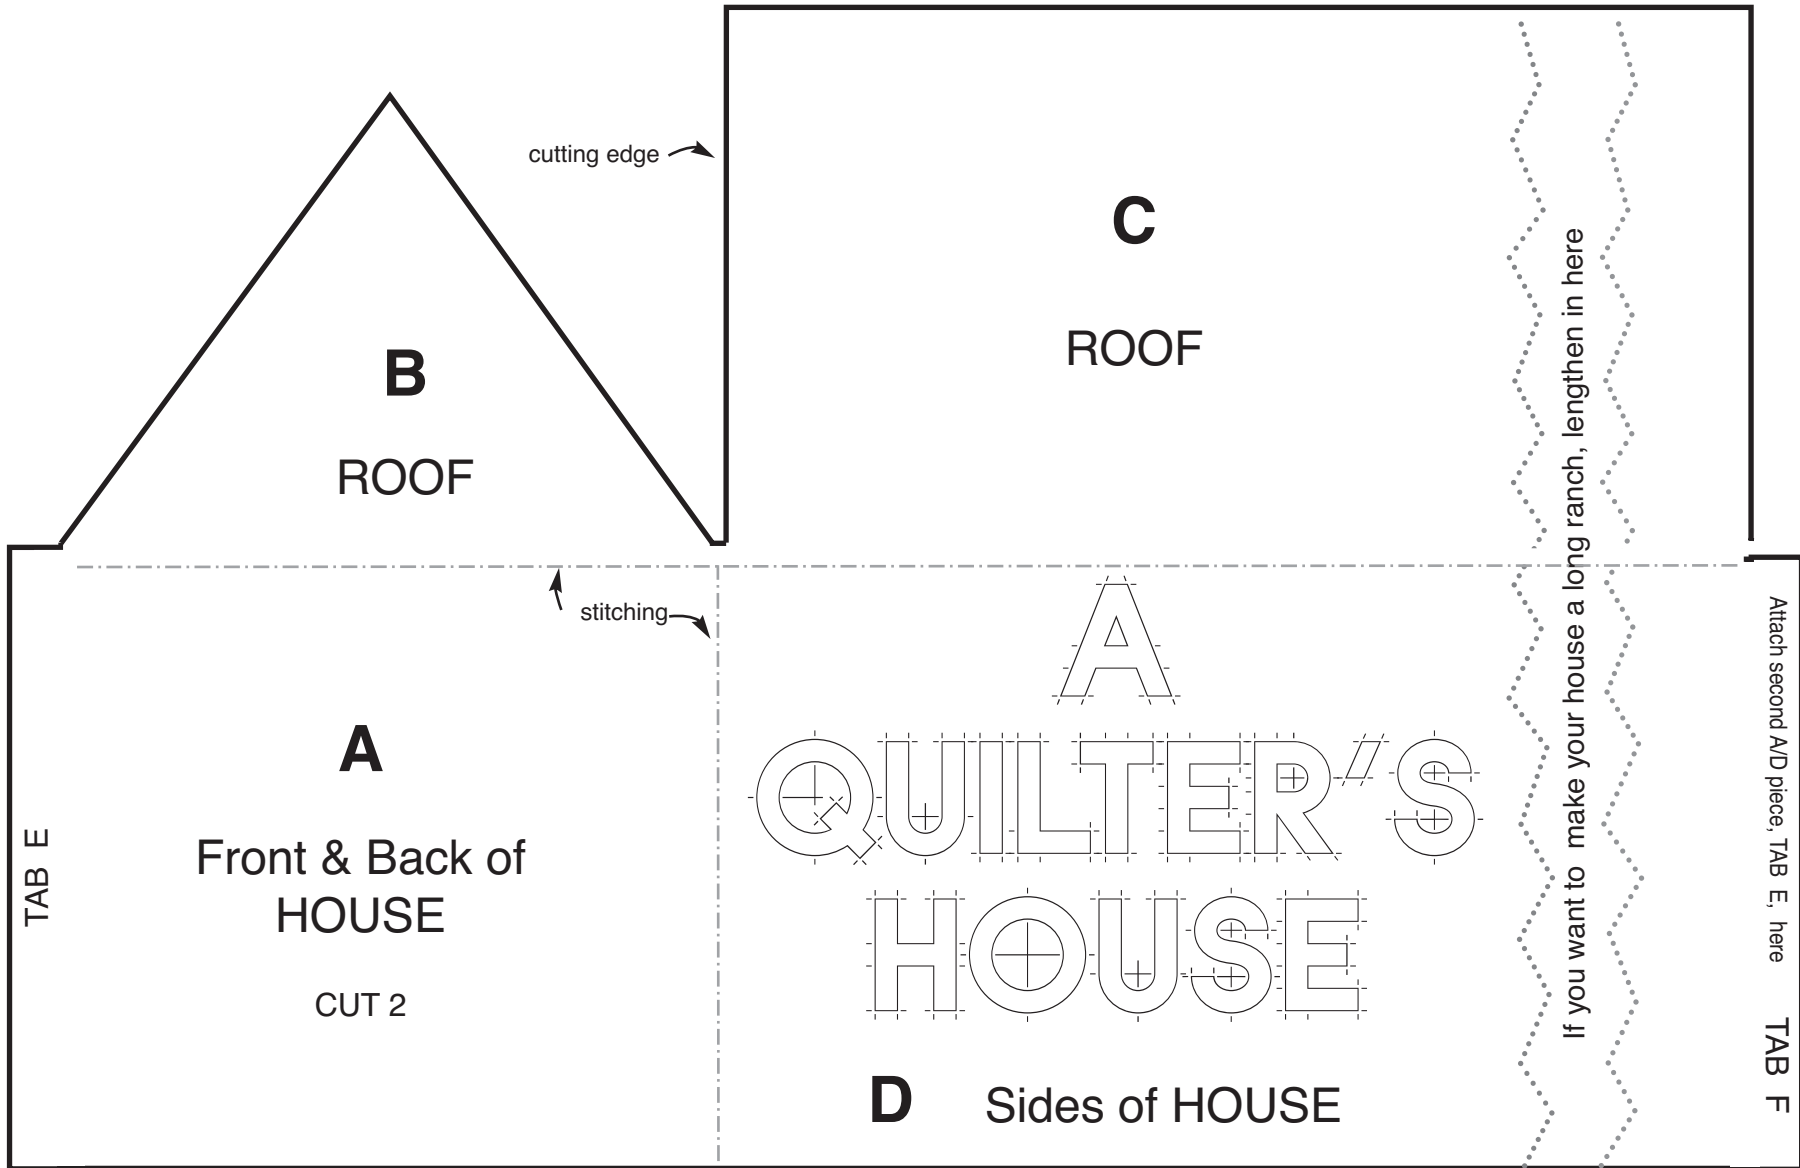 cutting edge
C
ROOF
B
ROOF
stitching
A
Front & Back of
HOUSE
CUT 2
TAB E
A
QUILTER'S
HOUSE
D Sides of HOUSE
If you want to make your house a long ranch, lengthen in here
Attach second A/D piece, TAB E, here
TAB F